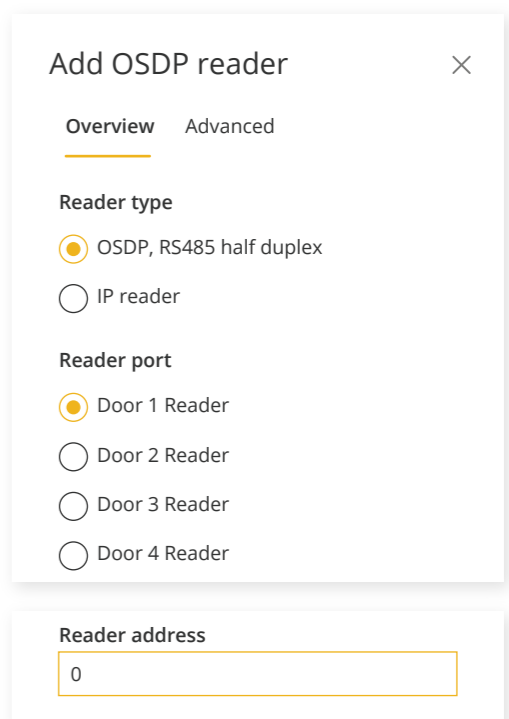 Add OSDP reader
Overview Advanced
Reader type
OSDP, RS485 half duplex
IP reader
Reader port
Door 1 Reader
Door 2 Reader
Door 3 Reader
Door 4 Reader
Reader address
0